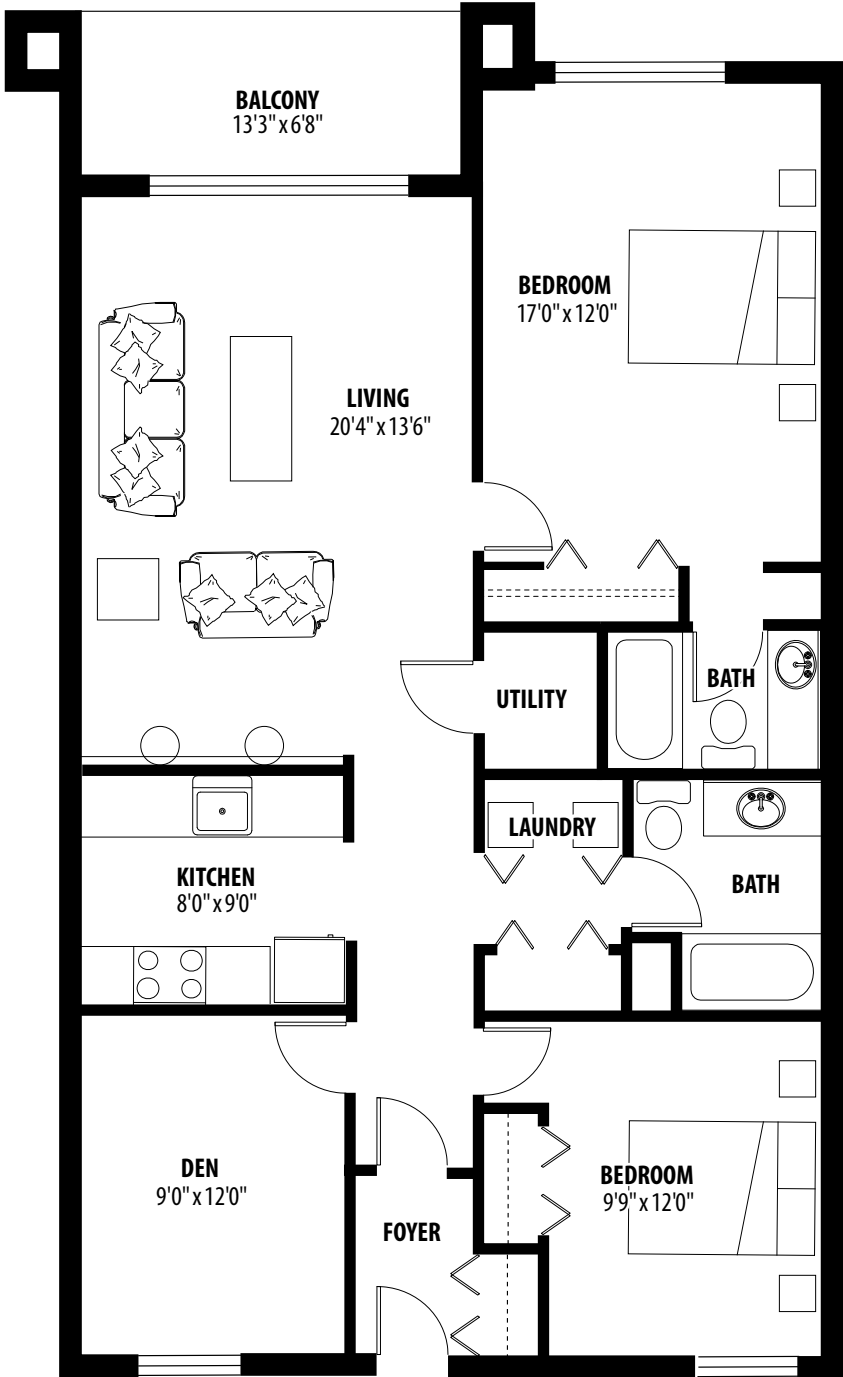 BALCONY
13'3" x 6'8"
BEDROOM
17'0" x 12'0"
LIVING
20'4" x 13'6"
UTILITY
BATH
LAUNDRY
KITCHEN
8'0" x 9'0"
BATH
DEN
9'0" x 12'0"
BEDROOM
9'9" x 12'0"
FOYER